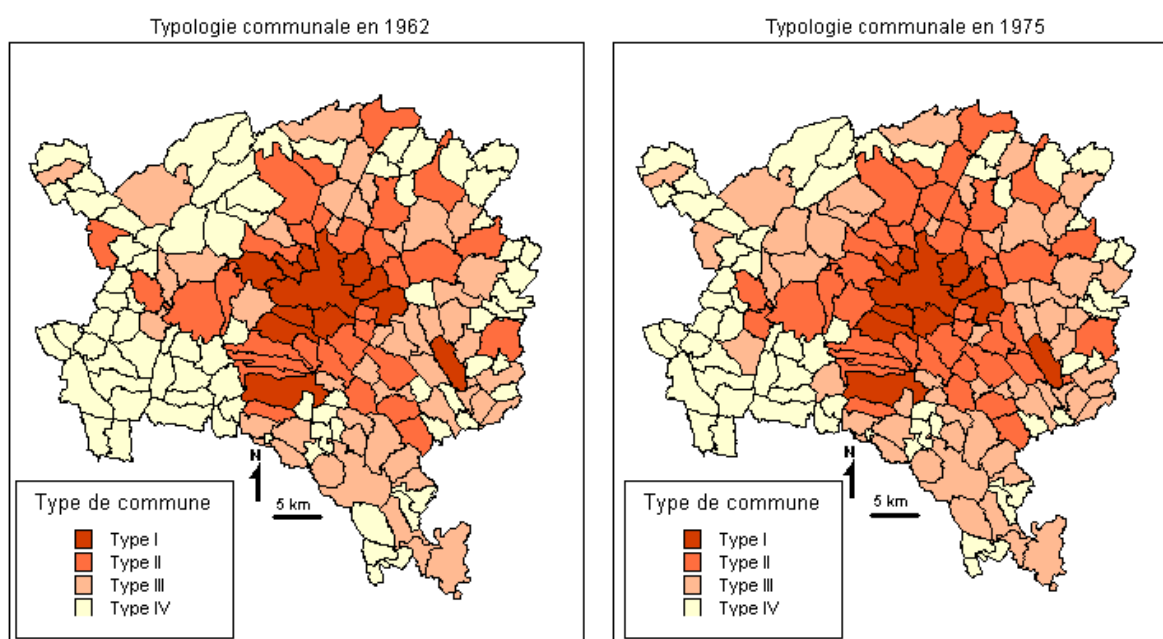 Typologie communale en 1962
N
5 km
Type de commune
Type I
Type II
Type III
Type IV
Typologie communale en 1975
N
5 km
Type de commune
Type I
Type II
Type III
Type IV